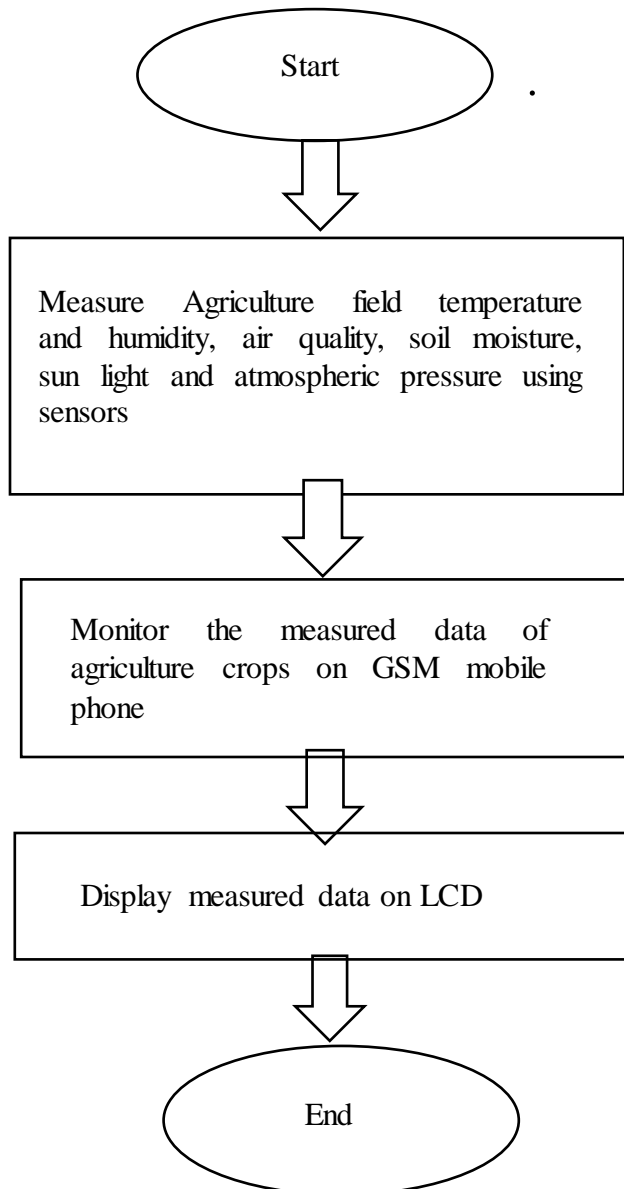 Start
.
Measure Agriculture field temperature
and humidity, air quality, soil moisture,
sun light and atmospheric pressure using
sensors
Monitor the measured data of
agriculture crops on GSM mobile
phone
Display measured data on LCD
End